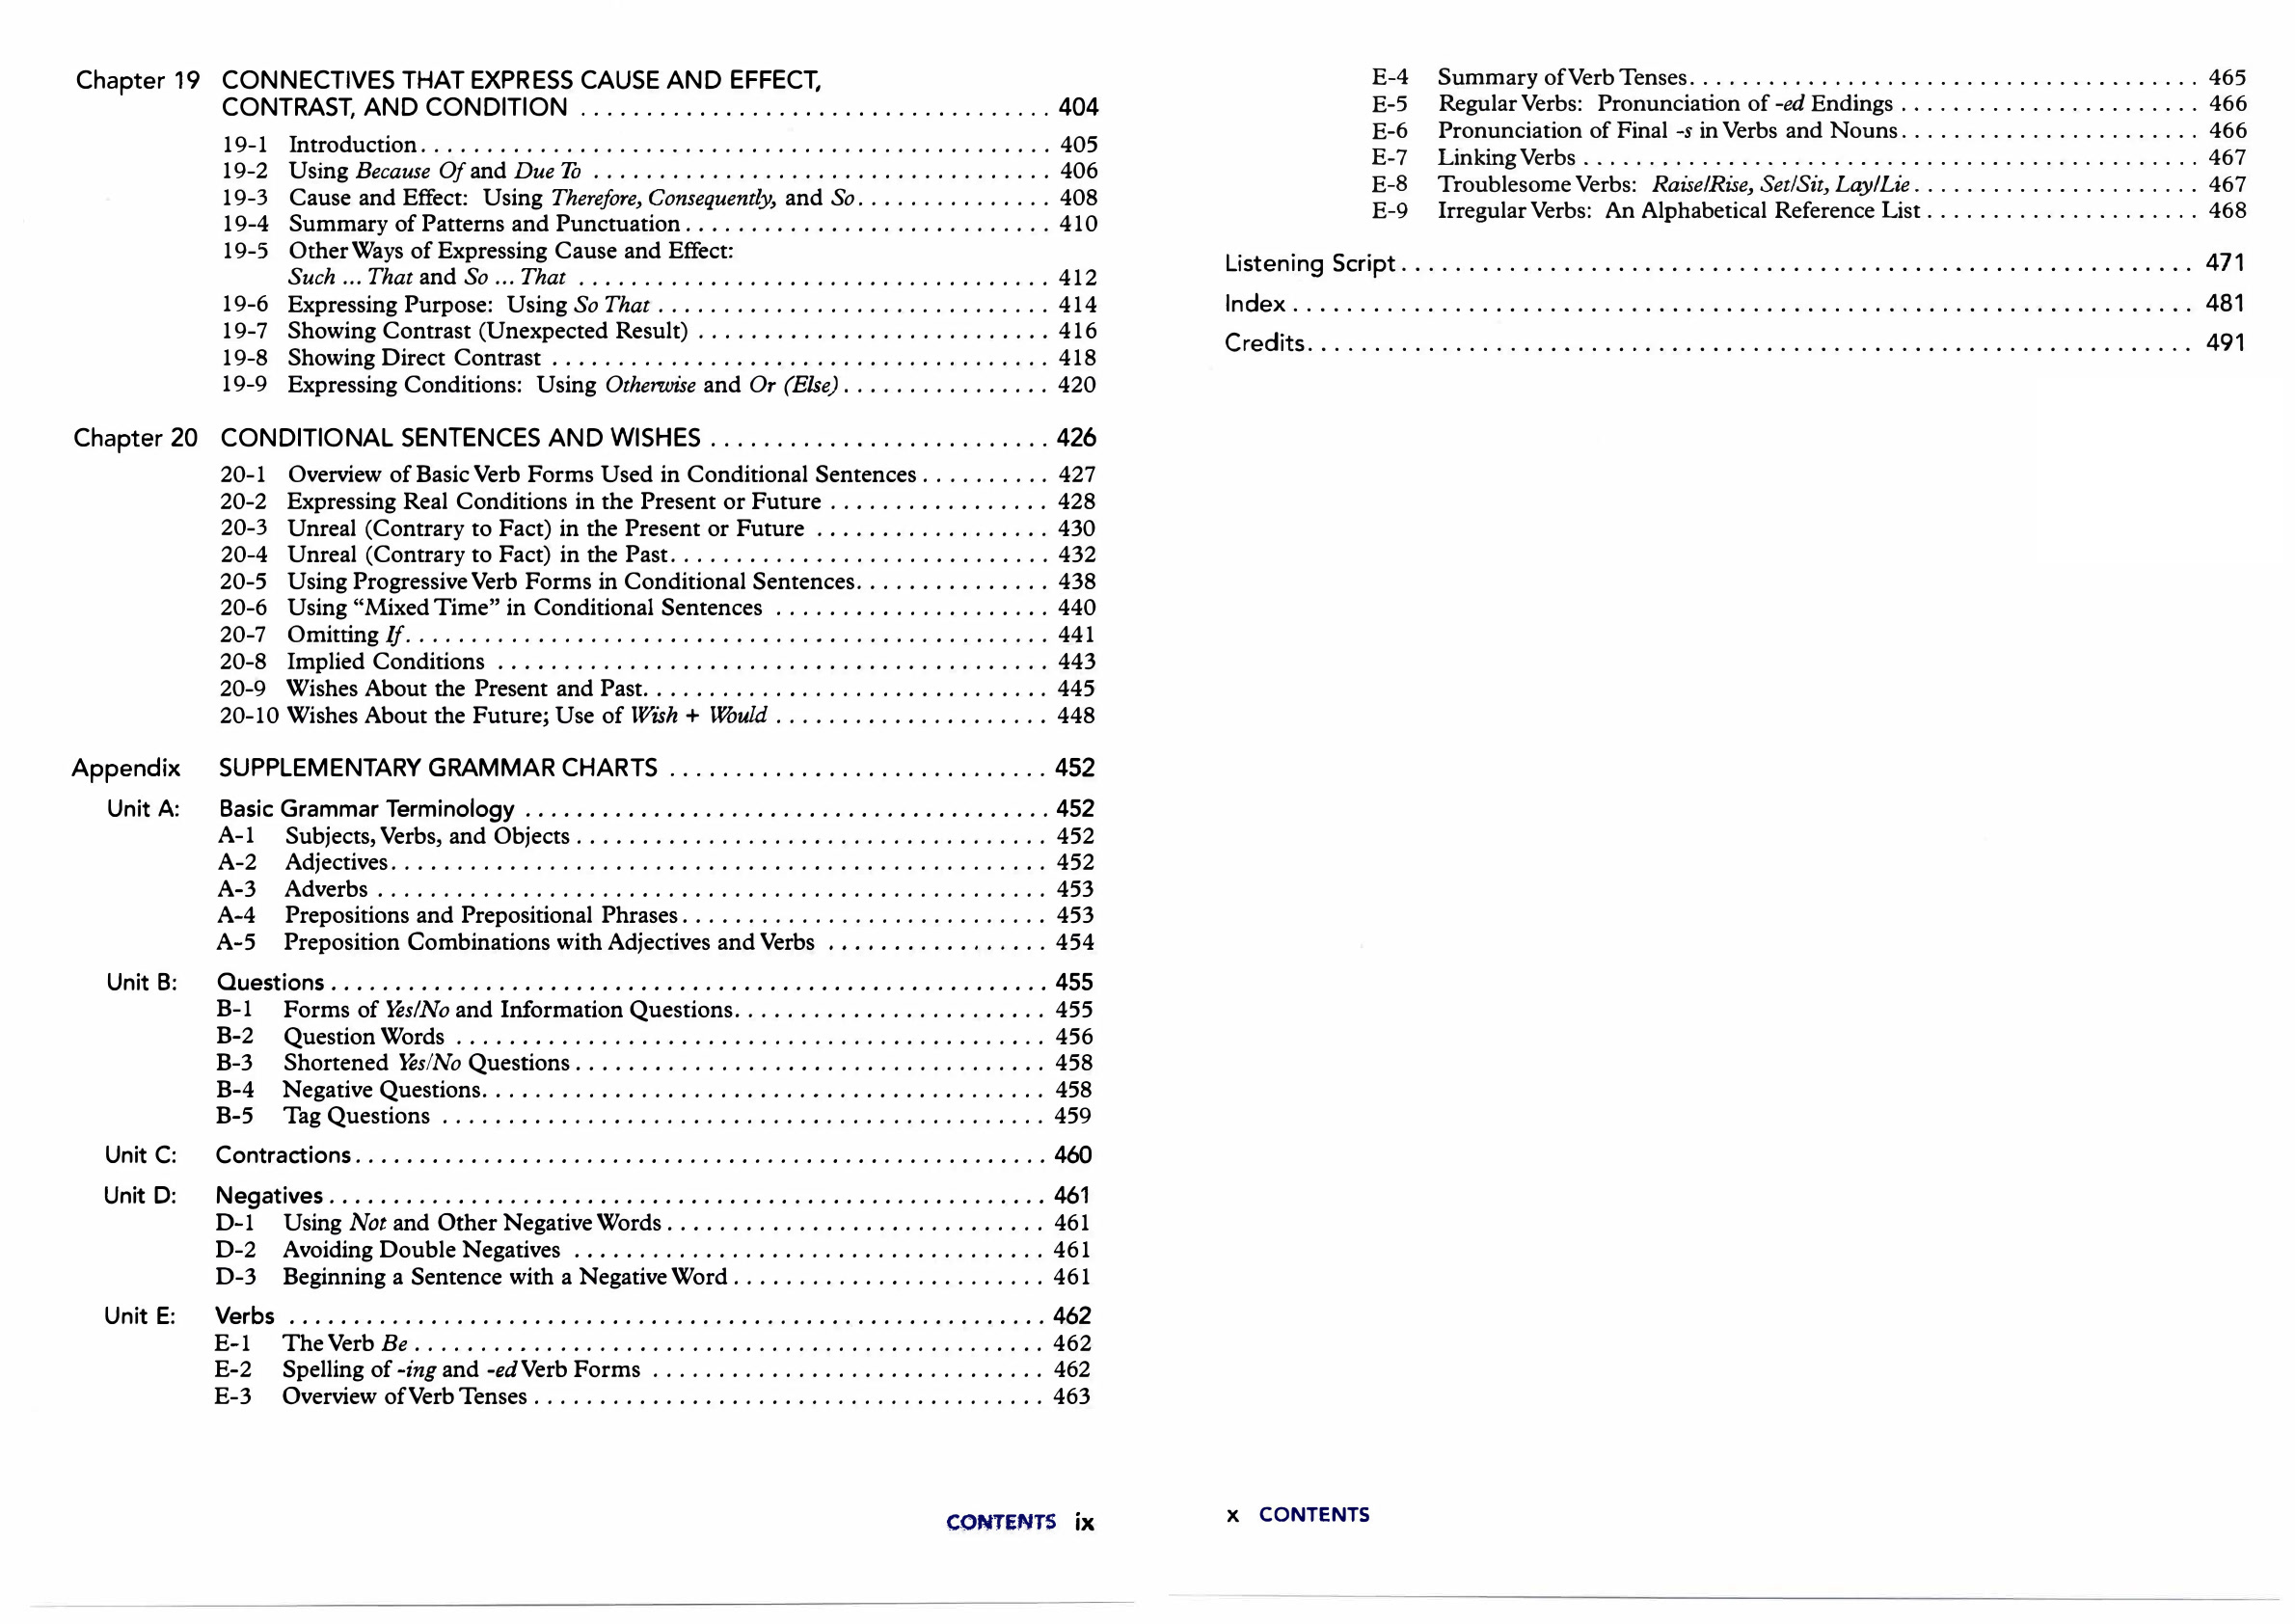 Chapter 19 CONNECTIVES THAT EXPRESS CAUSE AND EFFECT,
CONTRAST, AND CONDITION . . . . . 404
19-1 Introduction . . . . . 405
19-2 Using Because Of and Due To . . . . . 406
19-3 Cause and Effect: Using Therefore, Consequently, and So . . . . . 408
19-4 Summary of Patterns and Punctuation . . . . . 410
19-5 Other Ways of Expressing Cause and Effect:
Such ... That and So ... That . . . . . 412
19-6 Expressing Purpose: Using So That . . . . . 414
19-7 Showing Contrast (Unexpected Result) . . . . . 416
19-8 Showing Direct Contrast . . . . . 418
19-9 Expressing Conditions: Using Otherwise and Or (Else) . . . . . 420
Chapter 20 CONDITIONAL SENTENCES AND WISHES . . . . . 426
20-1 Overview of Basic Verb Forms Used in Conditional Sentences . . . . . 427
20-2 Expressing Real Conditions in the Present or Future . . . . . 428
20-3 Unreal (Contrary to Fact) in the Present or Future . . . . . 430
20-4 Unreal (Contrary to Fact) in the Past . . . . . 432
20-5 Using Progressive Verb Forms in Conditional Sentences . . . . . 438
20-6 Using “Mixed Time” in Conditional Sentences . . . . . 440
20-7 Omitting If . . . . . 441
20-8 Implied Conditions . . . . . 443
20-9 Wishes About the Present and Past . . . . . 445
20-10 Wishes About the Future; Use of Wish + Would . . . . . 448
Appendix SUPPLEMENTARY GRAMMAR CHARTS . . . . . 452
Unit A: Basic Grammar Terminology . . . . . 452
A-1 Subjects, Verbs, and Objects . . . . . 452
A-2 Adjectives . . . . . 452
A-3 Adverbs . . . . . 453
A-4 Prepositions and Prepositional Phrases . . . . . 453
A-5 Preposition Combinations with Adjectives and Verbs . . . . . 454
Unit B: Questions . . . . . 455
B-1 Forms of Yes/No and Information Questions . . . . . 455
B-2 Question Words . . . . . 456
B-3 Shortened Yes/No Questions . . . . . 458
B-4 Negative Questions . . . . . 458
B-5 Tag Questions . . . . . 459
Unit C: Contractions . . . . . 460
Unit D: Negatives . . . . . 461
D-1 Using Not and Other Negative Words . . . . . 461
D-2 Avoiding Double Negatives . . . . . 461
D-3 Beginning a Sentence with a Negative Word . . . . . 461
Unit E: Verbs . . . . . 462
E-1 The Verb Be . . . . . 462
E-2 Spelling of -ing and -ed Verb Forms . . . . . 462
E-3 Overview of Verb Tenses . . . . . 463
CONTENTS ix
E-4 Summary of Verb Tenses . . . . . 465
E-5 Regular Verbs: Pronunciation of -ed Endings . . . . . 466
E-6 Pronunciation of Final -s in Verbs and Nouns . . . . . 466
E-7 Linking Verbs . . . . . 467
E-8 Troublesome Verbs: Raise/Rise, Set/Sit, Lay/Lie . . . . . 467
E-9 Irregular Verbs: An Alphabetical Reference List . . . . . 468
Listening Script . . . . . 471
Index . . . . . 481
Credits . . . . . 491
x CONTENTS